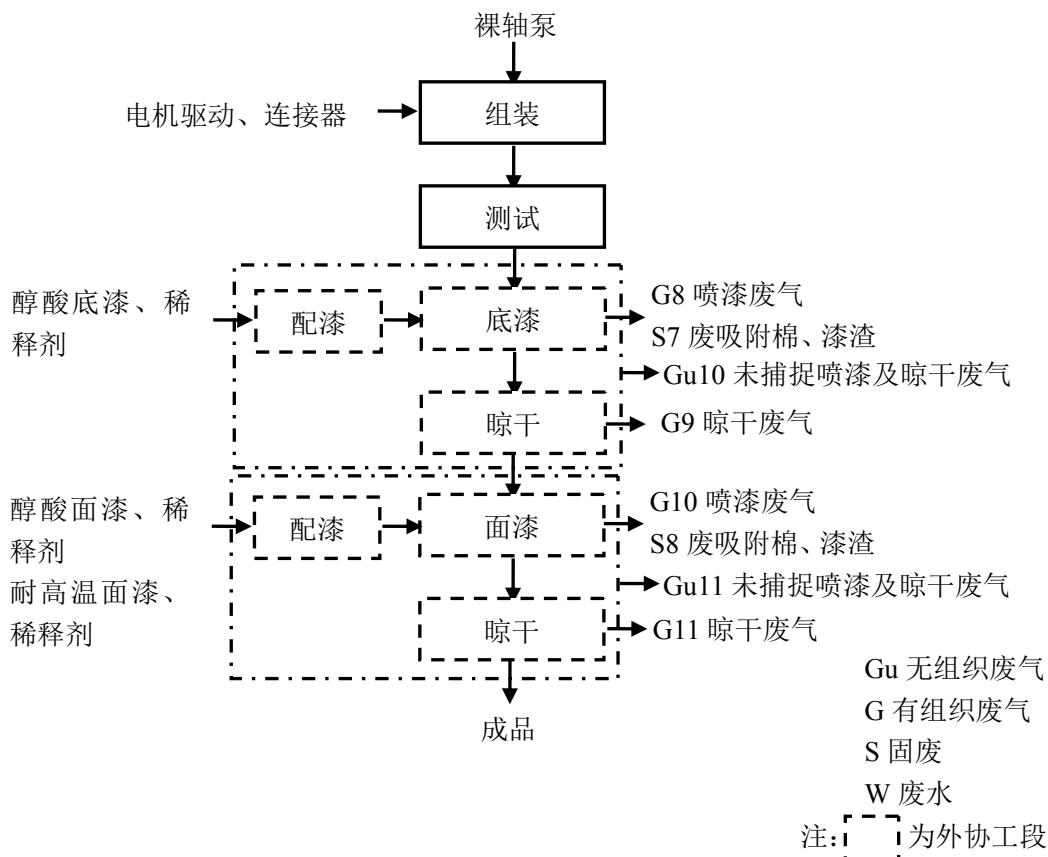 裸轴泵
电机驱动、连接器
组装
测试
醇酸底漆、稀
释剂
配漆
底漆
G8 喷漆废气
S7 废吸附棉、漆渣
Gu10 未捕捉喷漆及晾干废气
晾干
G9 晾干废气
醇酸面漆、稀
释剂
耐高温面漆、
稀释剂
配漆
面漆
G10 喷漆废气
S8 废吸附棉、漆渣
Gu11 未捕捉喷漆及晾干废气
晾干
G11 晾干废气
成品
Gu 无组织废气
G 有组织废气
S 固废
W 废水
注: 为外协工段